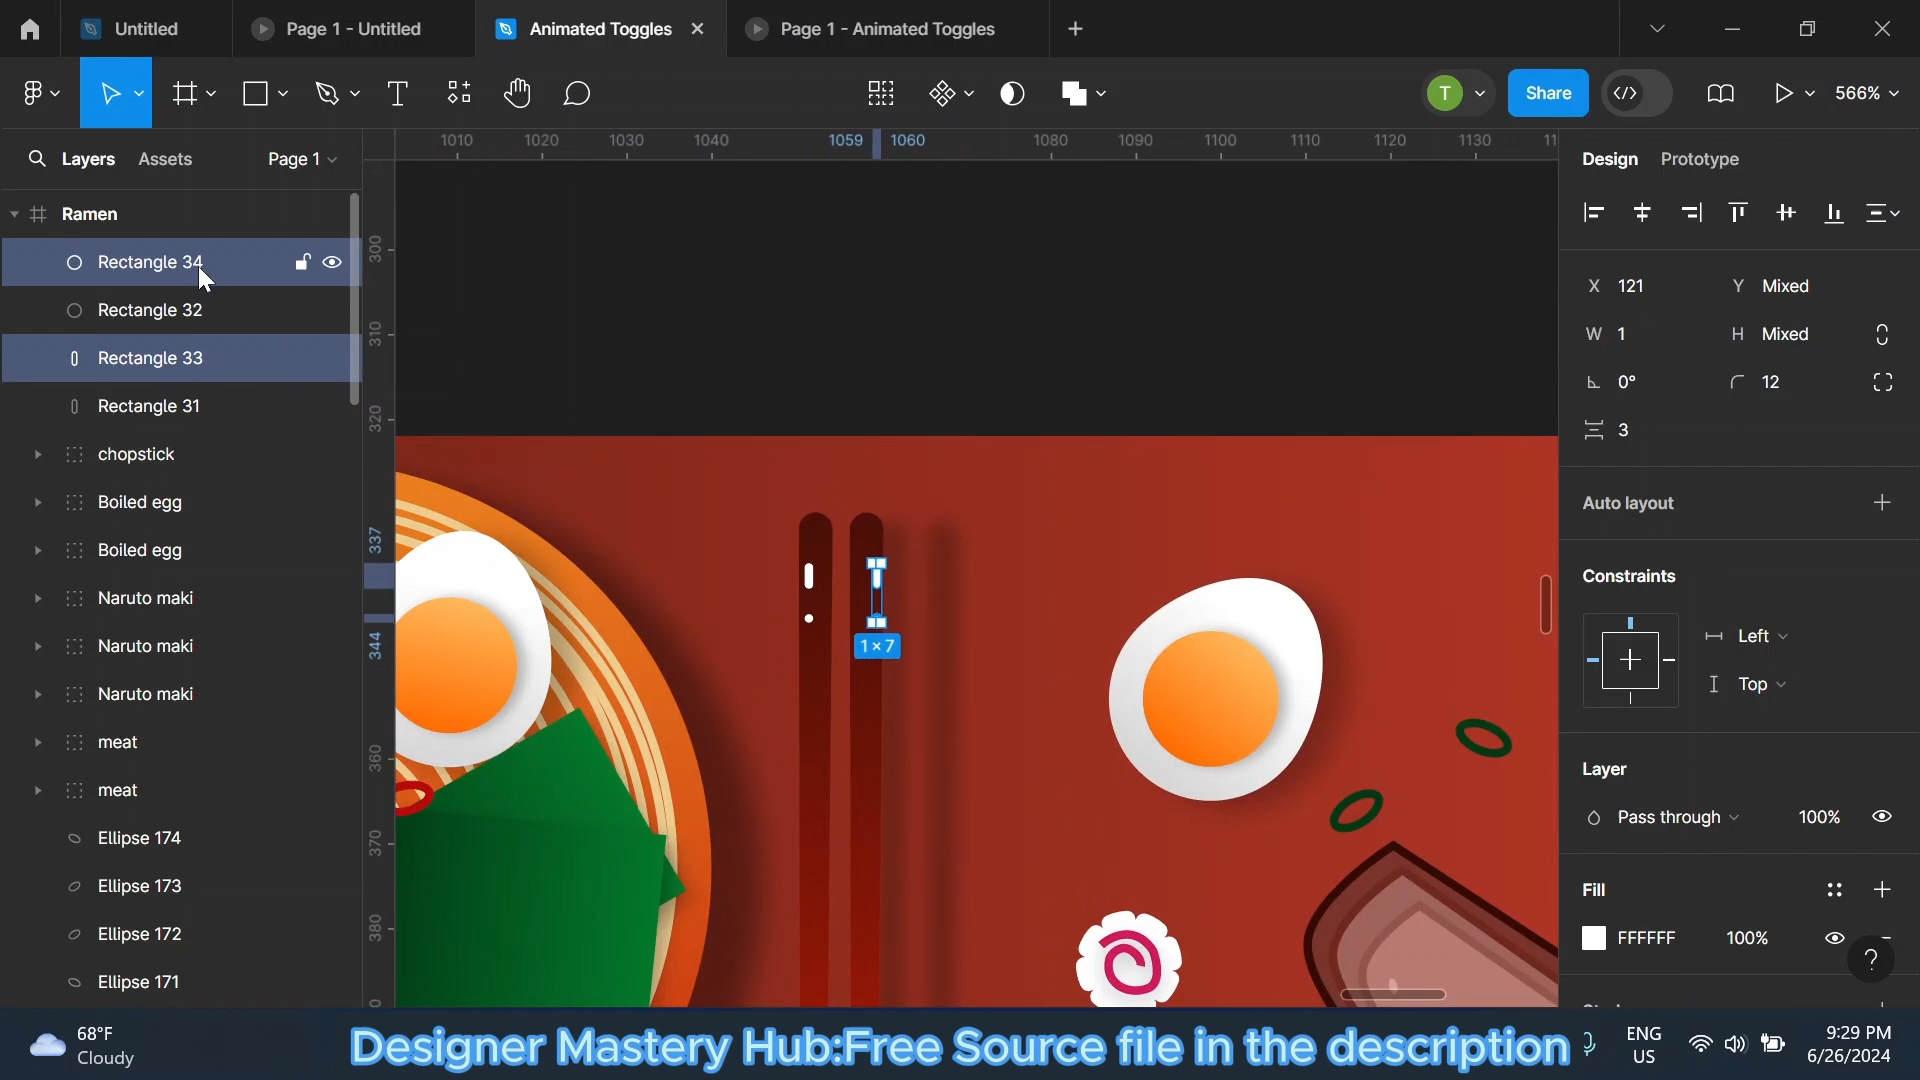 Untitled
Page 1 - Untitled
Animated Toggles
Page 1 - Animated Toggles
T
Share
566%
Layers
Assets
Page 1
1010 1020 1030 1040 1059 1060 1080 1090 1100 1110 1120 1130
Design
Prototype
Ramen
Rectangle 34
Rectangle 32
Rectangle 33
Rectangle 31
chopstick
Boiled egg
Boiled egg
Naruto maki
Naruto maki
Naruto maki
meat
meat
Ellipse 174
Ellipse 173
Ellipse 172
Ellipse 171
300
310
320
337
344
360
370
380
1 × 7
X 121
Y Mixed
W 1
H Mixed
0°
12
3
Auto layout
Constraints
Left
Top
Layer
Pass through
100%
Fill
FFFFFF
100%
?
68°F
Cloudy
Designer Mastery Hub:Free Source file in the description
ENG
US
9:29 PM
6/26/2024